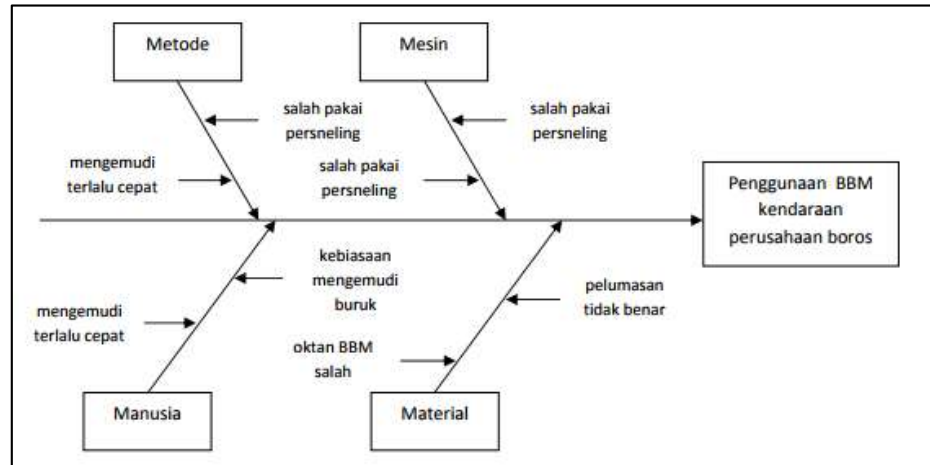 Metode
Mesin
salah pakai
persneling
salah pakai
persneling
mengemudi
terlalu cepat
salah pakai
persneling
Penggunaan BBM
kendaraan
perusahaan boros
kebiasaan
mengemudi
buruk
pelumasan
tidak benar
mengemudi
terlalu cepat
oktan BBM
salah
Manusia
Material